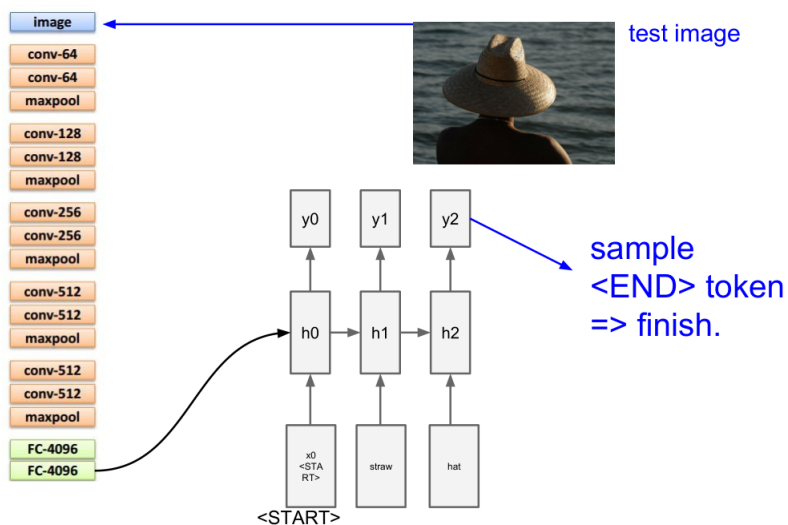 image
test image
conv-64
conv-64
maxpool
conv-128
conv-128
maxpool
conv-256
conv-256
maxpool
conv-512
conv-512
maxpool
conv-512
conv-512
maxpool
FC-4096
FC-4096
y0
y1
y2
sample
<END> token
=> finish.
h0
h1
h2
x0
<STA
RT>
straw
hat
<START>